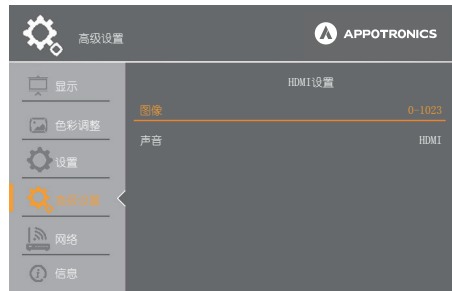 高级设置
APPOTRONICS
HDMI设置
显示
图像 0-1023
色彩调整
声音 HDMI
设置
网络
信息